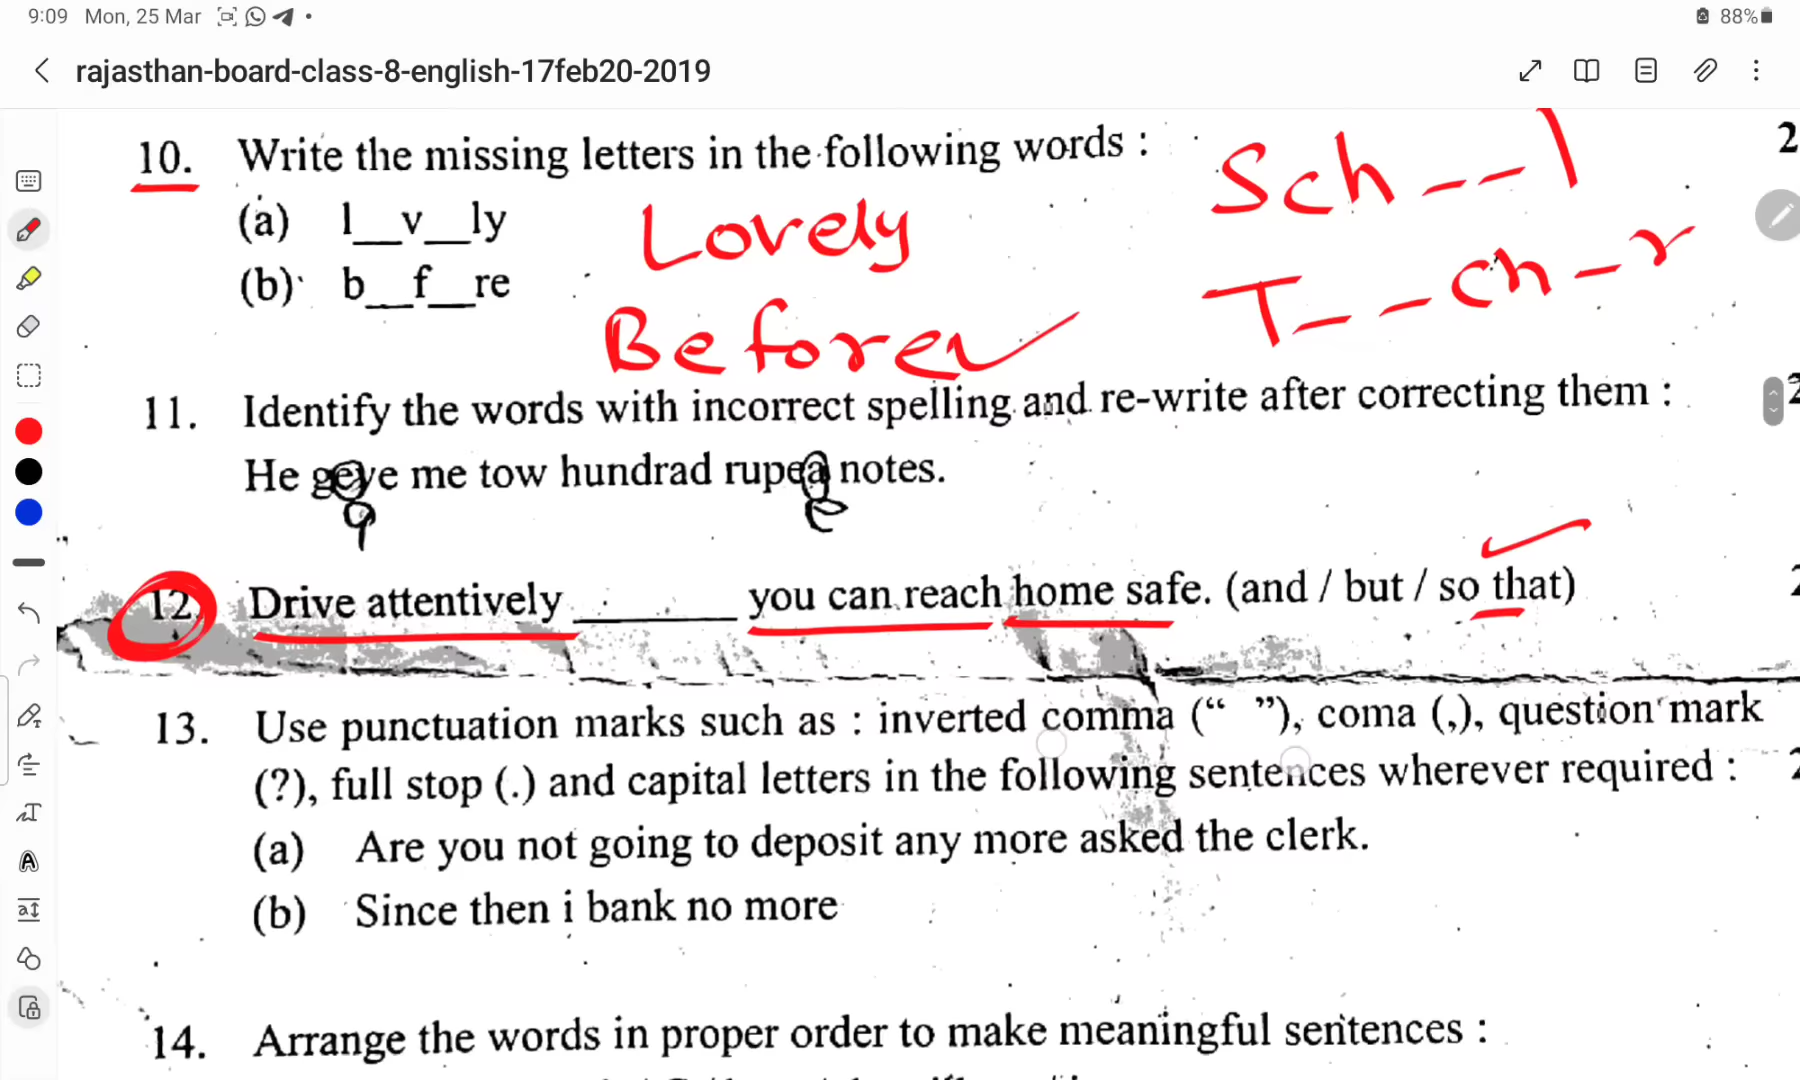 9:09 Mon, 25 Mar 88%
rajasthan-board-class-8-english-17feb20-2019
10. Write the missing letters in the following words : 2
Sch _ _ l
(a) l__v__ly Lovely
T _ _ ch _ r
(b) b__f__re Before
11. Identify the words with incorrect spelling and re-write after correcting them : 2
He geve me tow hundrad rupea notes.
a e
12. Drive attentively ________ you can reach home safe. (and / but / so that) 2
13. Use punctuation marks such as : inverted comma (“ ”), coma (,), question mark
(?), full stop (.) and capital letters in the following sentences wherever required : 2
(a) Are you not going to deposit any more asked the clerk.
(b) Since then i bank no more
14. Arrange the words in proper order to make meaningful sentences :